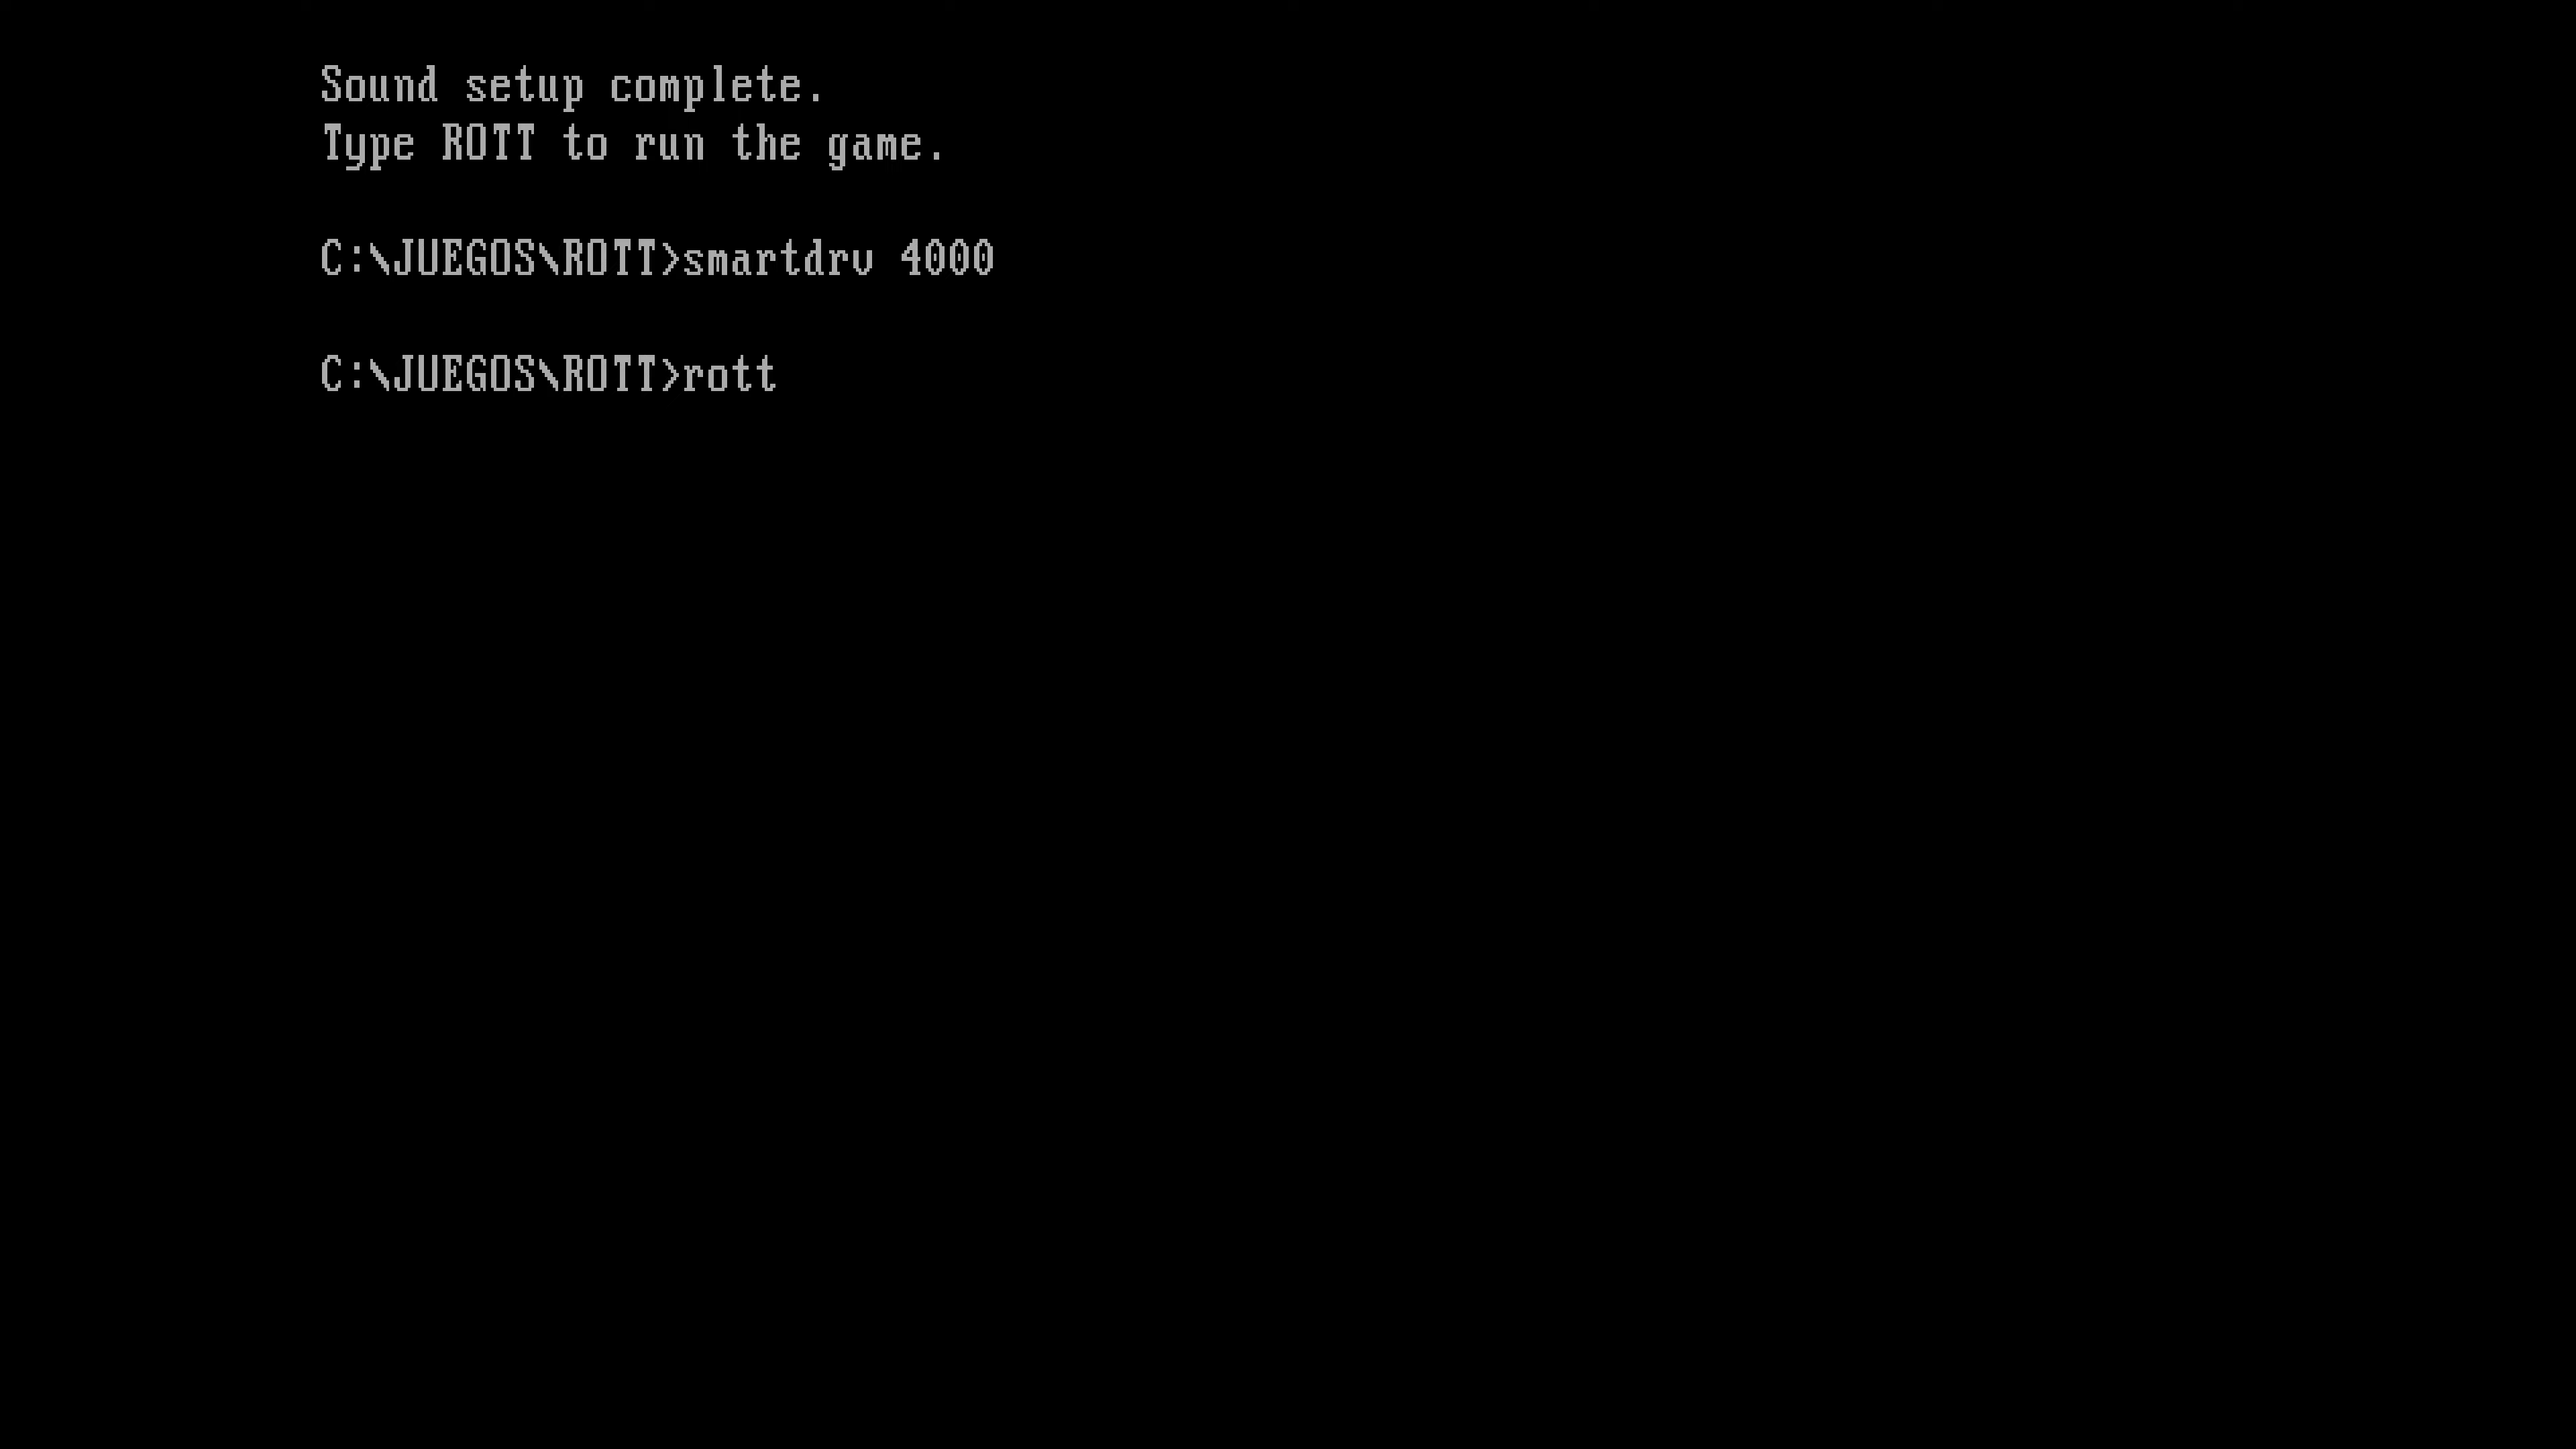 Sound setup complete.
Type ROTT to run the game.
C:\JUEGOS\ROTT>smartdrv 4000
C:\JUEGOS\ROTT>rott